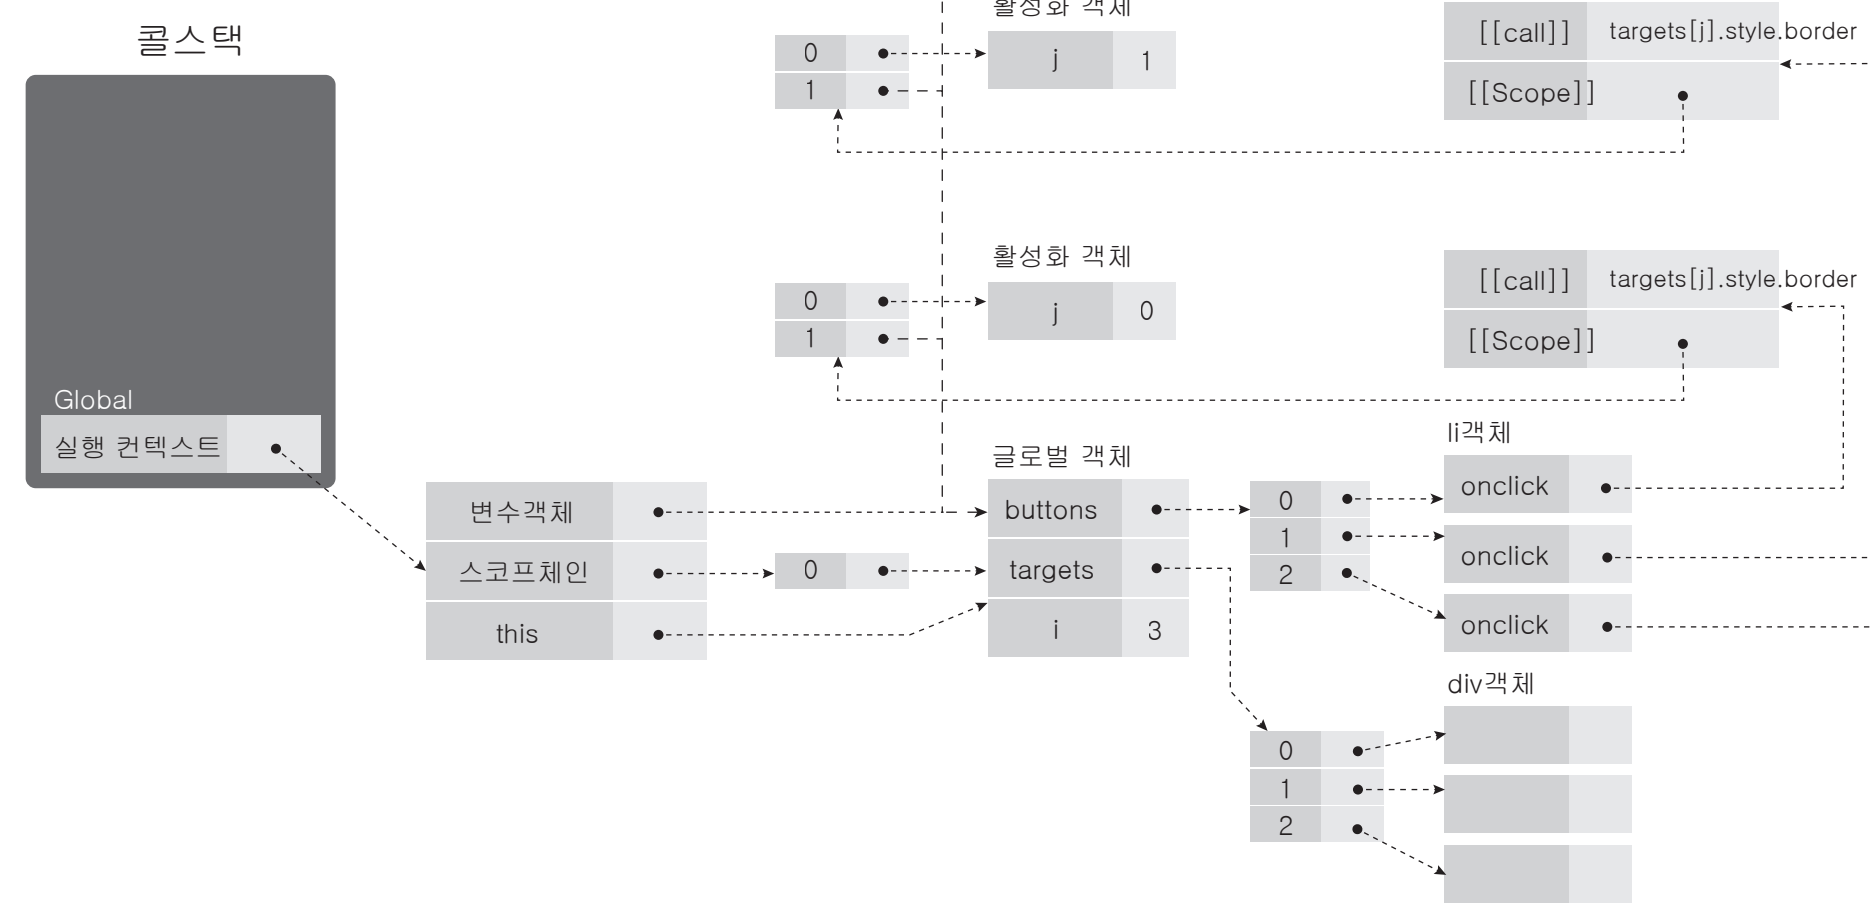 콜스택
Global
실행 컨텍스트
변수객체
스코프체인
this
0
활성화 객체
0
1
j 1
[[call]] targets[j].style.border
[[Scope]]
활성화 객체
0
1
j 0
[[call]] targets[j].style.border
[[Scope]]
글로벌 객체
buttons
targets
i 3
0
1
2
li객체
onclick
onclick
onclick
div객체
0
1
2